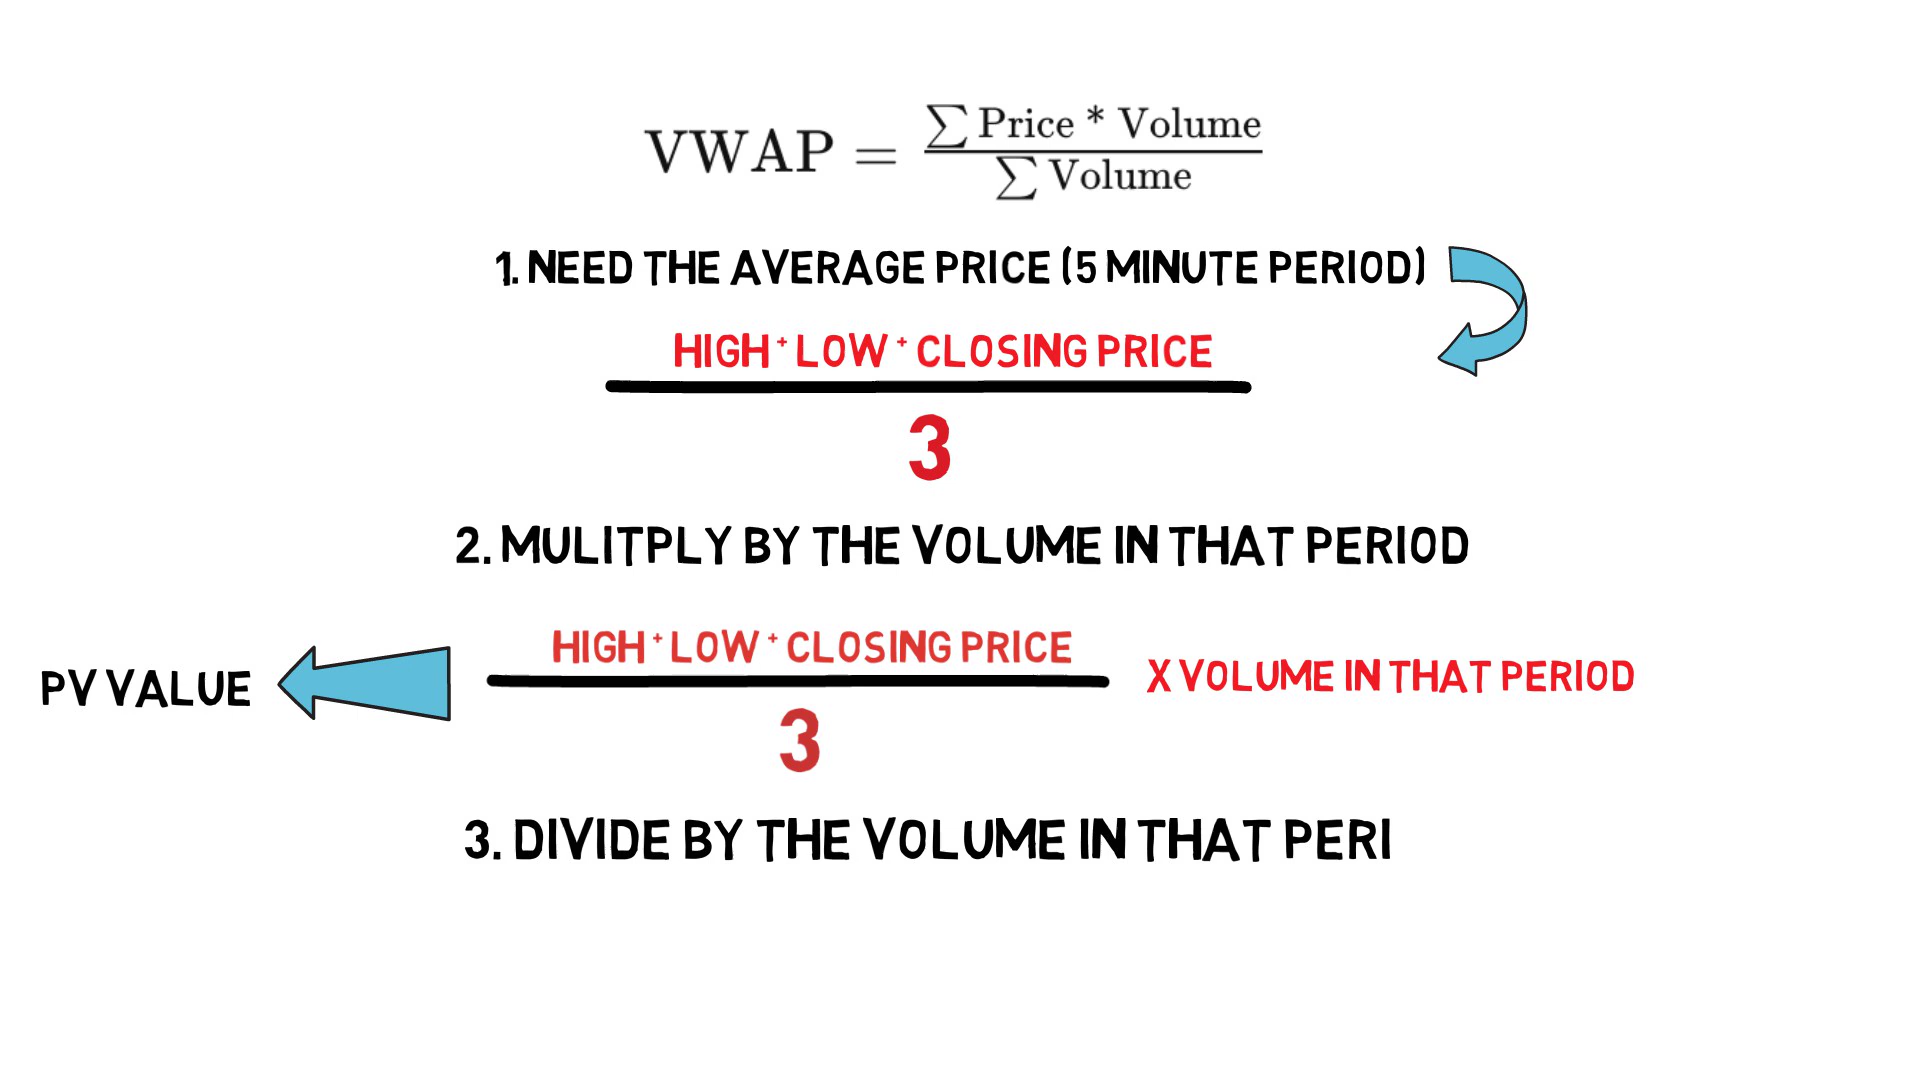 VWAP = ∑ Price * Volume
∑ Volume
1. NEED THE AVERAGE PRICE (5 MINUTE PERIOD)
HIGH + LOW + CLOSING PRICE
3
2. MULITPLY BY THE VOLUME IN THAT PERIOD
HIGH + LOW + CLOSING PRICE
PV VALUE
X VOLUME IN THAT PERIOD
3
3. DIVIDE BY THE VOLUME IN THAT PERI